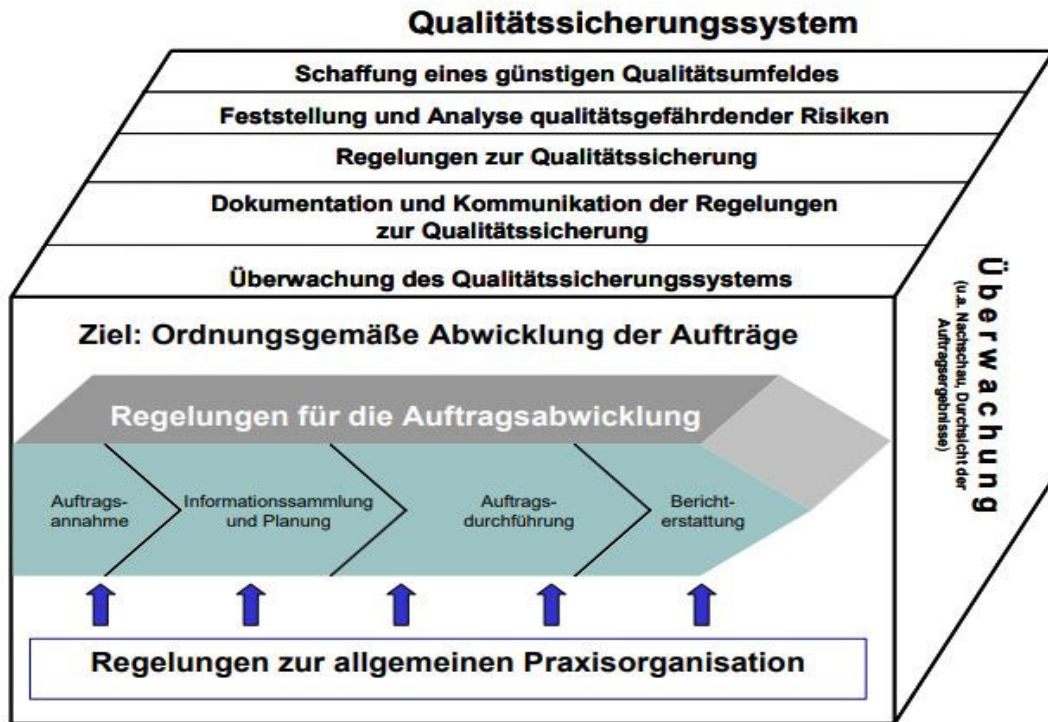 Qualitätssicherungssystem
Schaffung eines günstigen Qualitätsumfeldes
Feststellung und Analyse qualitätsgefährdender Risiken
Regelungen zur Qualitätssicherung
Dokumentation und Kommunikation der Regelungen
zur Qualitätssicherung
Überwachung des Qualitätssicherungssystems
Überwachung
(u.a. Nachschau, Durchsicht der
Auftragsergebnisse)
Ziel: Ordnungsgemäße Abwicklung der Aufträge
Regelungen für die Auftragsabwicklung
Auftrags-
annahme
Informationssammlung
und Planung
Auftrags-
durchführung
Bericht-
erstattung
Regelungen zur allgemeinen Praxisorganisation